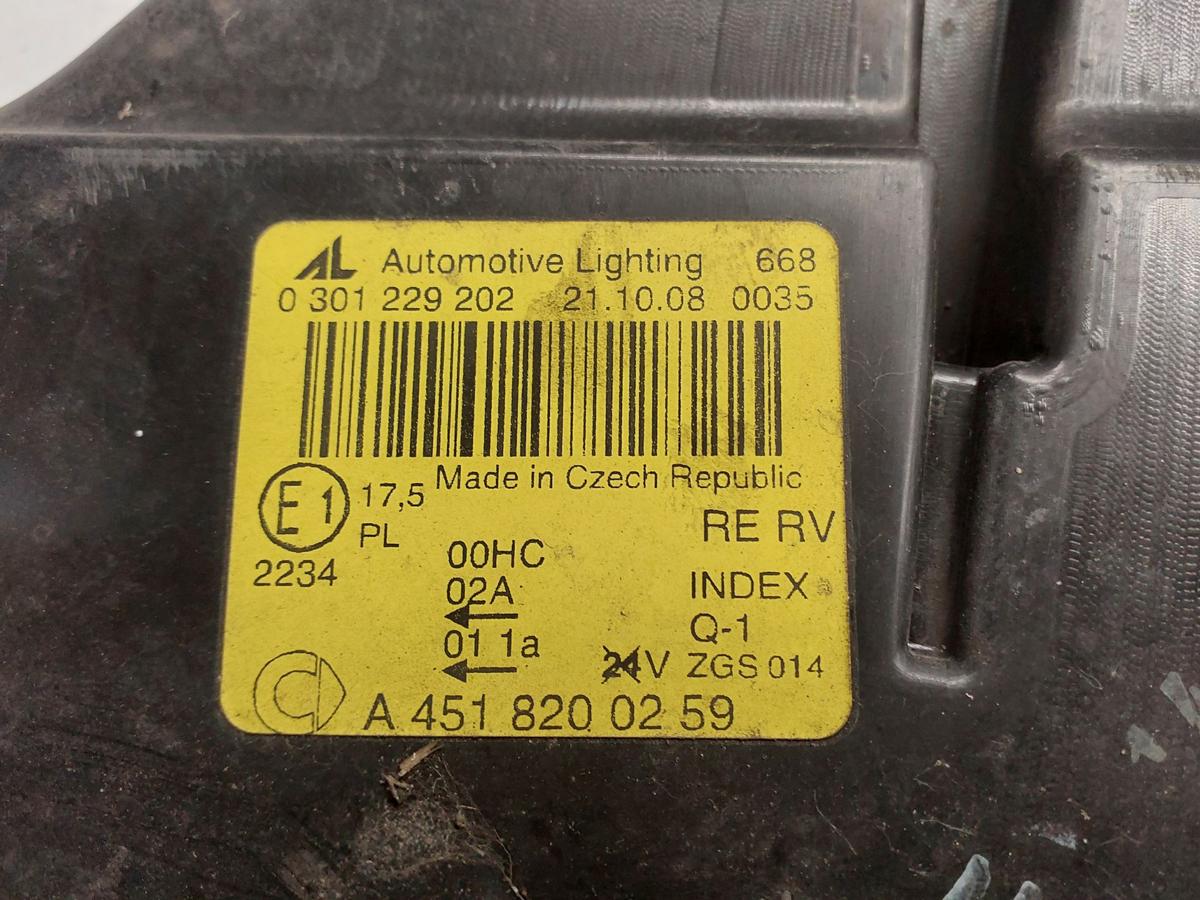 AL Automotive Lighting 668
0 301 229 202 21.10.08 0035
Made in Czech Republic
E1 17,5
PL
RE RV
2234
00HC
02A
INDEX
Q-1
01 1a
24V ZGS 014
A 451 820 02 59